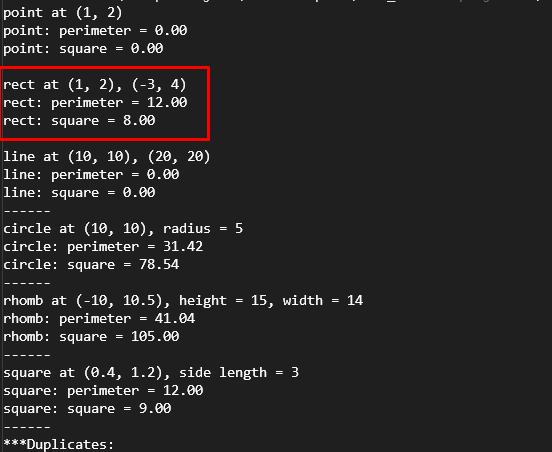 point at (1, 2)
point: perimeter = 0.00
point: square = 0.00
rect at (1, 2), (-3, 4)
rect: perimeter = 12.00
rect: square = 8.00
line at (10, 10), (20, 20)
line: perimeter = 0.00
line: square = 0.00
------
circle at (10, 10), radius = 5
circle: perimeter = 31.42
circle: square = 78.54
------
rhomb at (-10, 10.5), height = 15, width = 14
rhomb: perimeter = 41.04
rhomb: square = 105.00
------
square at (0.4, 1.2), side length = 3
square: perimeter = 12.00
square: square = 9.00
------
***Duplicates: